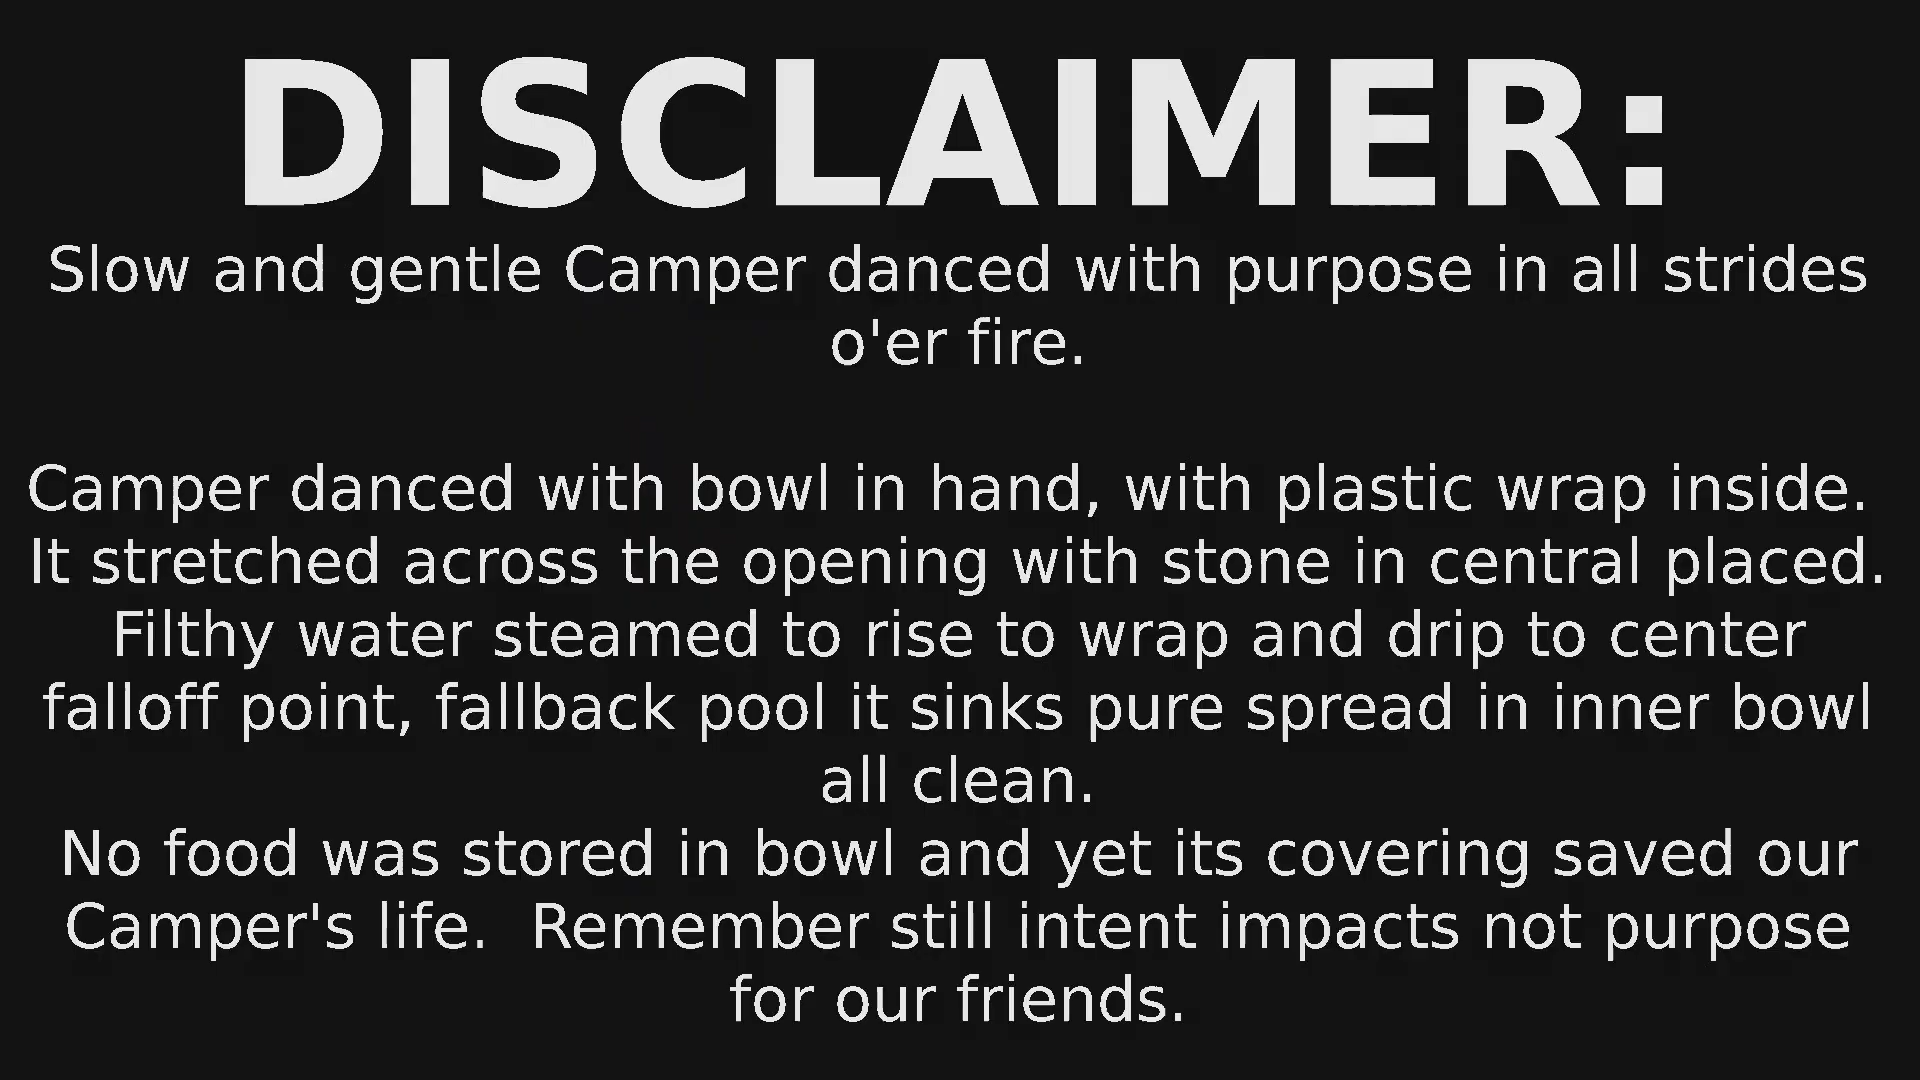 DISCLAIMER:
Slow and gentle Camper danced with purpose in all strides
o'er fire.
Camper danced with bowl in hand, with plastic wrap inside.
It stretched across the opening with stone in central placed.
Filthy water steamed to rise to wrap and drip to center
falloff point, fallback pool it sinks pure spread in inner bowl
all clean.
No food was stored in bowl and yet its covering saved our
Camper's life.  Remember still intent impacts not purpose
for our friends.